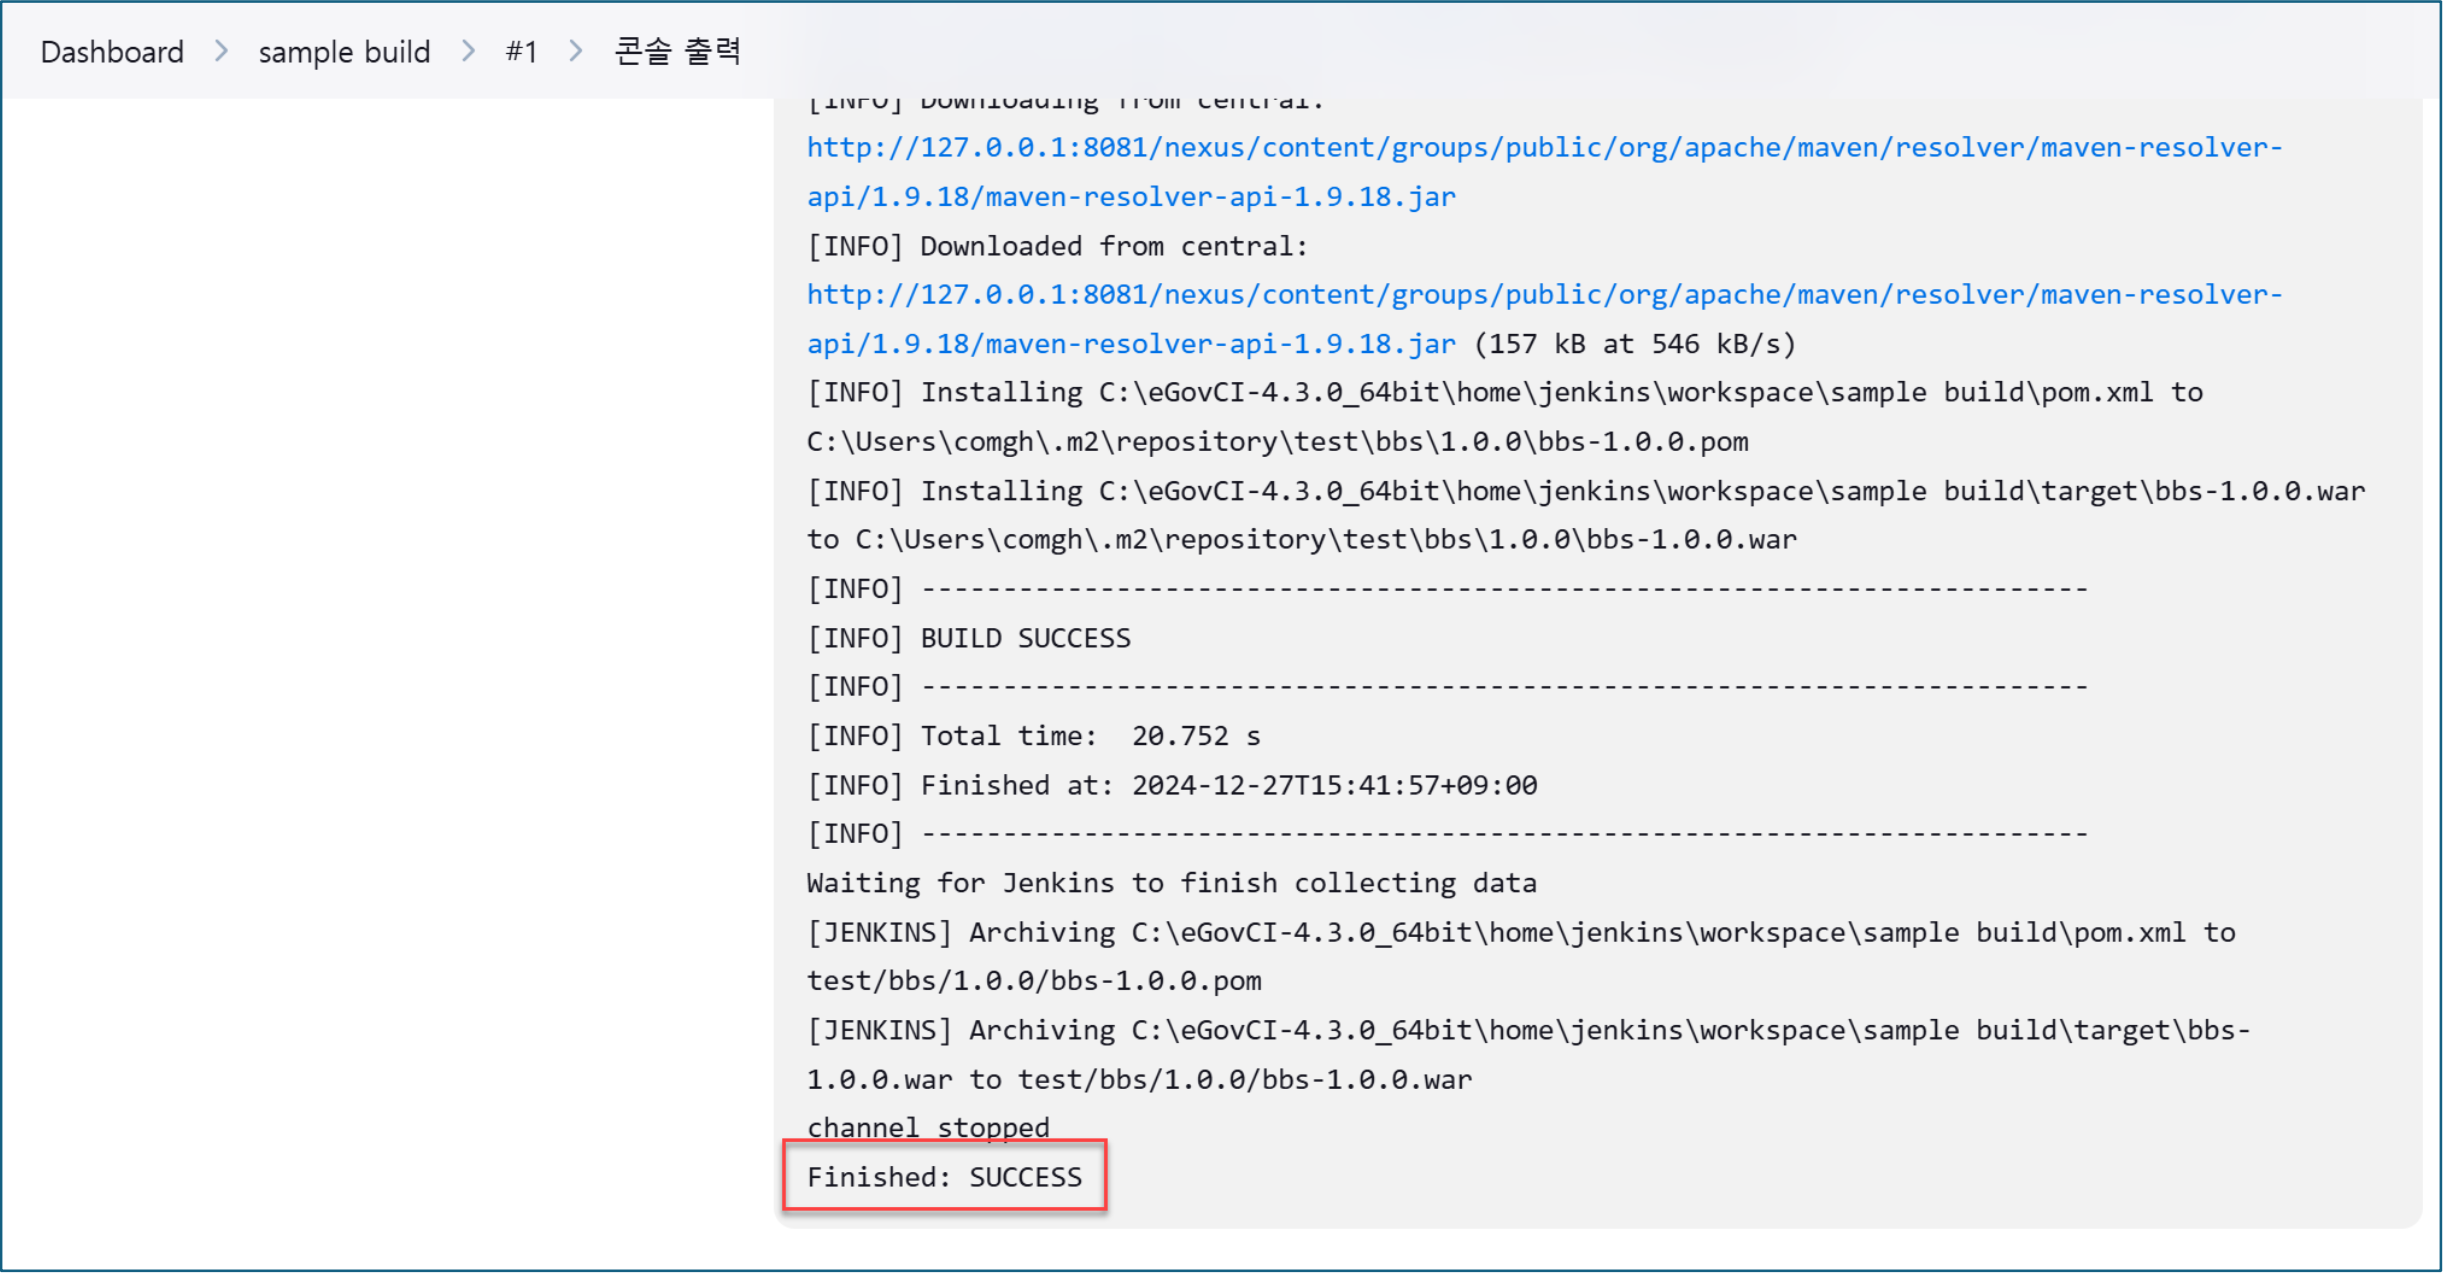 Dashboard > sample build > #1 > 콘솔 출력
[INFO] Downloading from central:
http://127.0.0.1:8081/nexus/content/groups/public/org/apache/maven/resolver/maven-resolver-
api/1.9.18/maven-resolver-api-1.9.18.jar
[INFO] Downloaded from central:
http://127.0.0.1:8081/nexus/content/groups/public/org/apache/maven/resolver/maven-resolver-
api/1.9.18/maven-resolver-api-1.9.18.jar (157 kB at 546 kB/s)
[INFO] Installing C:\eGovCI-4.3.0_64bit\home\jenkins\workspace\sample build\pom.xml to
C:\Users\comgh\.m2\repository\test\bbs\1.0.0\bbs-1.0.0.pom
[INFO] Installing C:\eGovCI-4.3.0_64bit\home\jenkins\workspace\sample build\target\bbs-1.0.0.war
to C:\Users\comgh\.m2\repository\test\bbs\1.0.0\bbs-1.0.0.war
[INFO] ------------------------------------------------------------------------
[INFO] BUILD SUCCESS
[INFO] ------------------------------------------------------------------------
[INFO] Total time:  20.752 s
[INFO] Finished at: 2024-12-27T15:41:57+09:00
[INFO] ------------------------------------------------------------------------
Waiting for Jenkins to finish collecting data
[JENKINS] Archiving C:\eGovCI-4.3.0_64bit\home\jenkins\workspace\sample build\pom.xml to
test/bbs/1.0.0/bbs-1.0.0.pom
[JENKINS] Archiving C:\eGovCI-4.3.0_64bit\home\jenkins\workspace\sample build\target\bbs-
1.0.0.war to test/bbs/1.0.0/bbs-1.0.0.war
channel stopped
Finished: SUCCESS